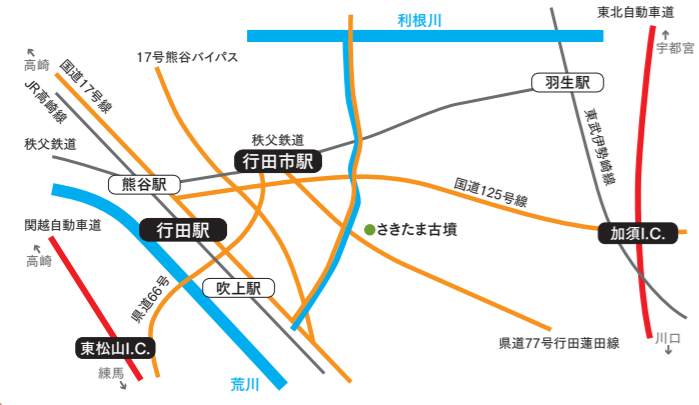 東北自動車道
利根川
宇都宮
高崎
17号熊谷バイパス
国道17号線
JR高崎線
羽生駅
東武伊勢崎線
秩父鉄道
秩父鉄道
行田市駅
熊谷駅
国道125号線
関越自動車道
行田駅
さきたま古墳
加須I.C.
高崎
吹上駅
県道66号
東松山I.C.
県道77号行田蓮田線
川口
練馬
荒川